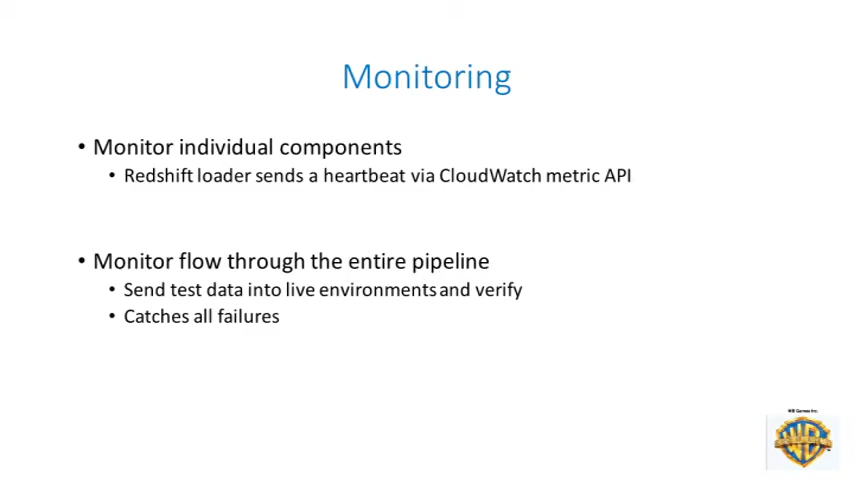 Monitoring
• Monitor individual components
• Redshift loader sends a heartbeat via CloudWatch metric API
• Monitor flow through the entire pipeline
• Send test data into live environments and verify
• Catches all failures
WB Games Inc.
WB